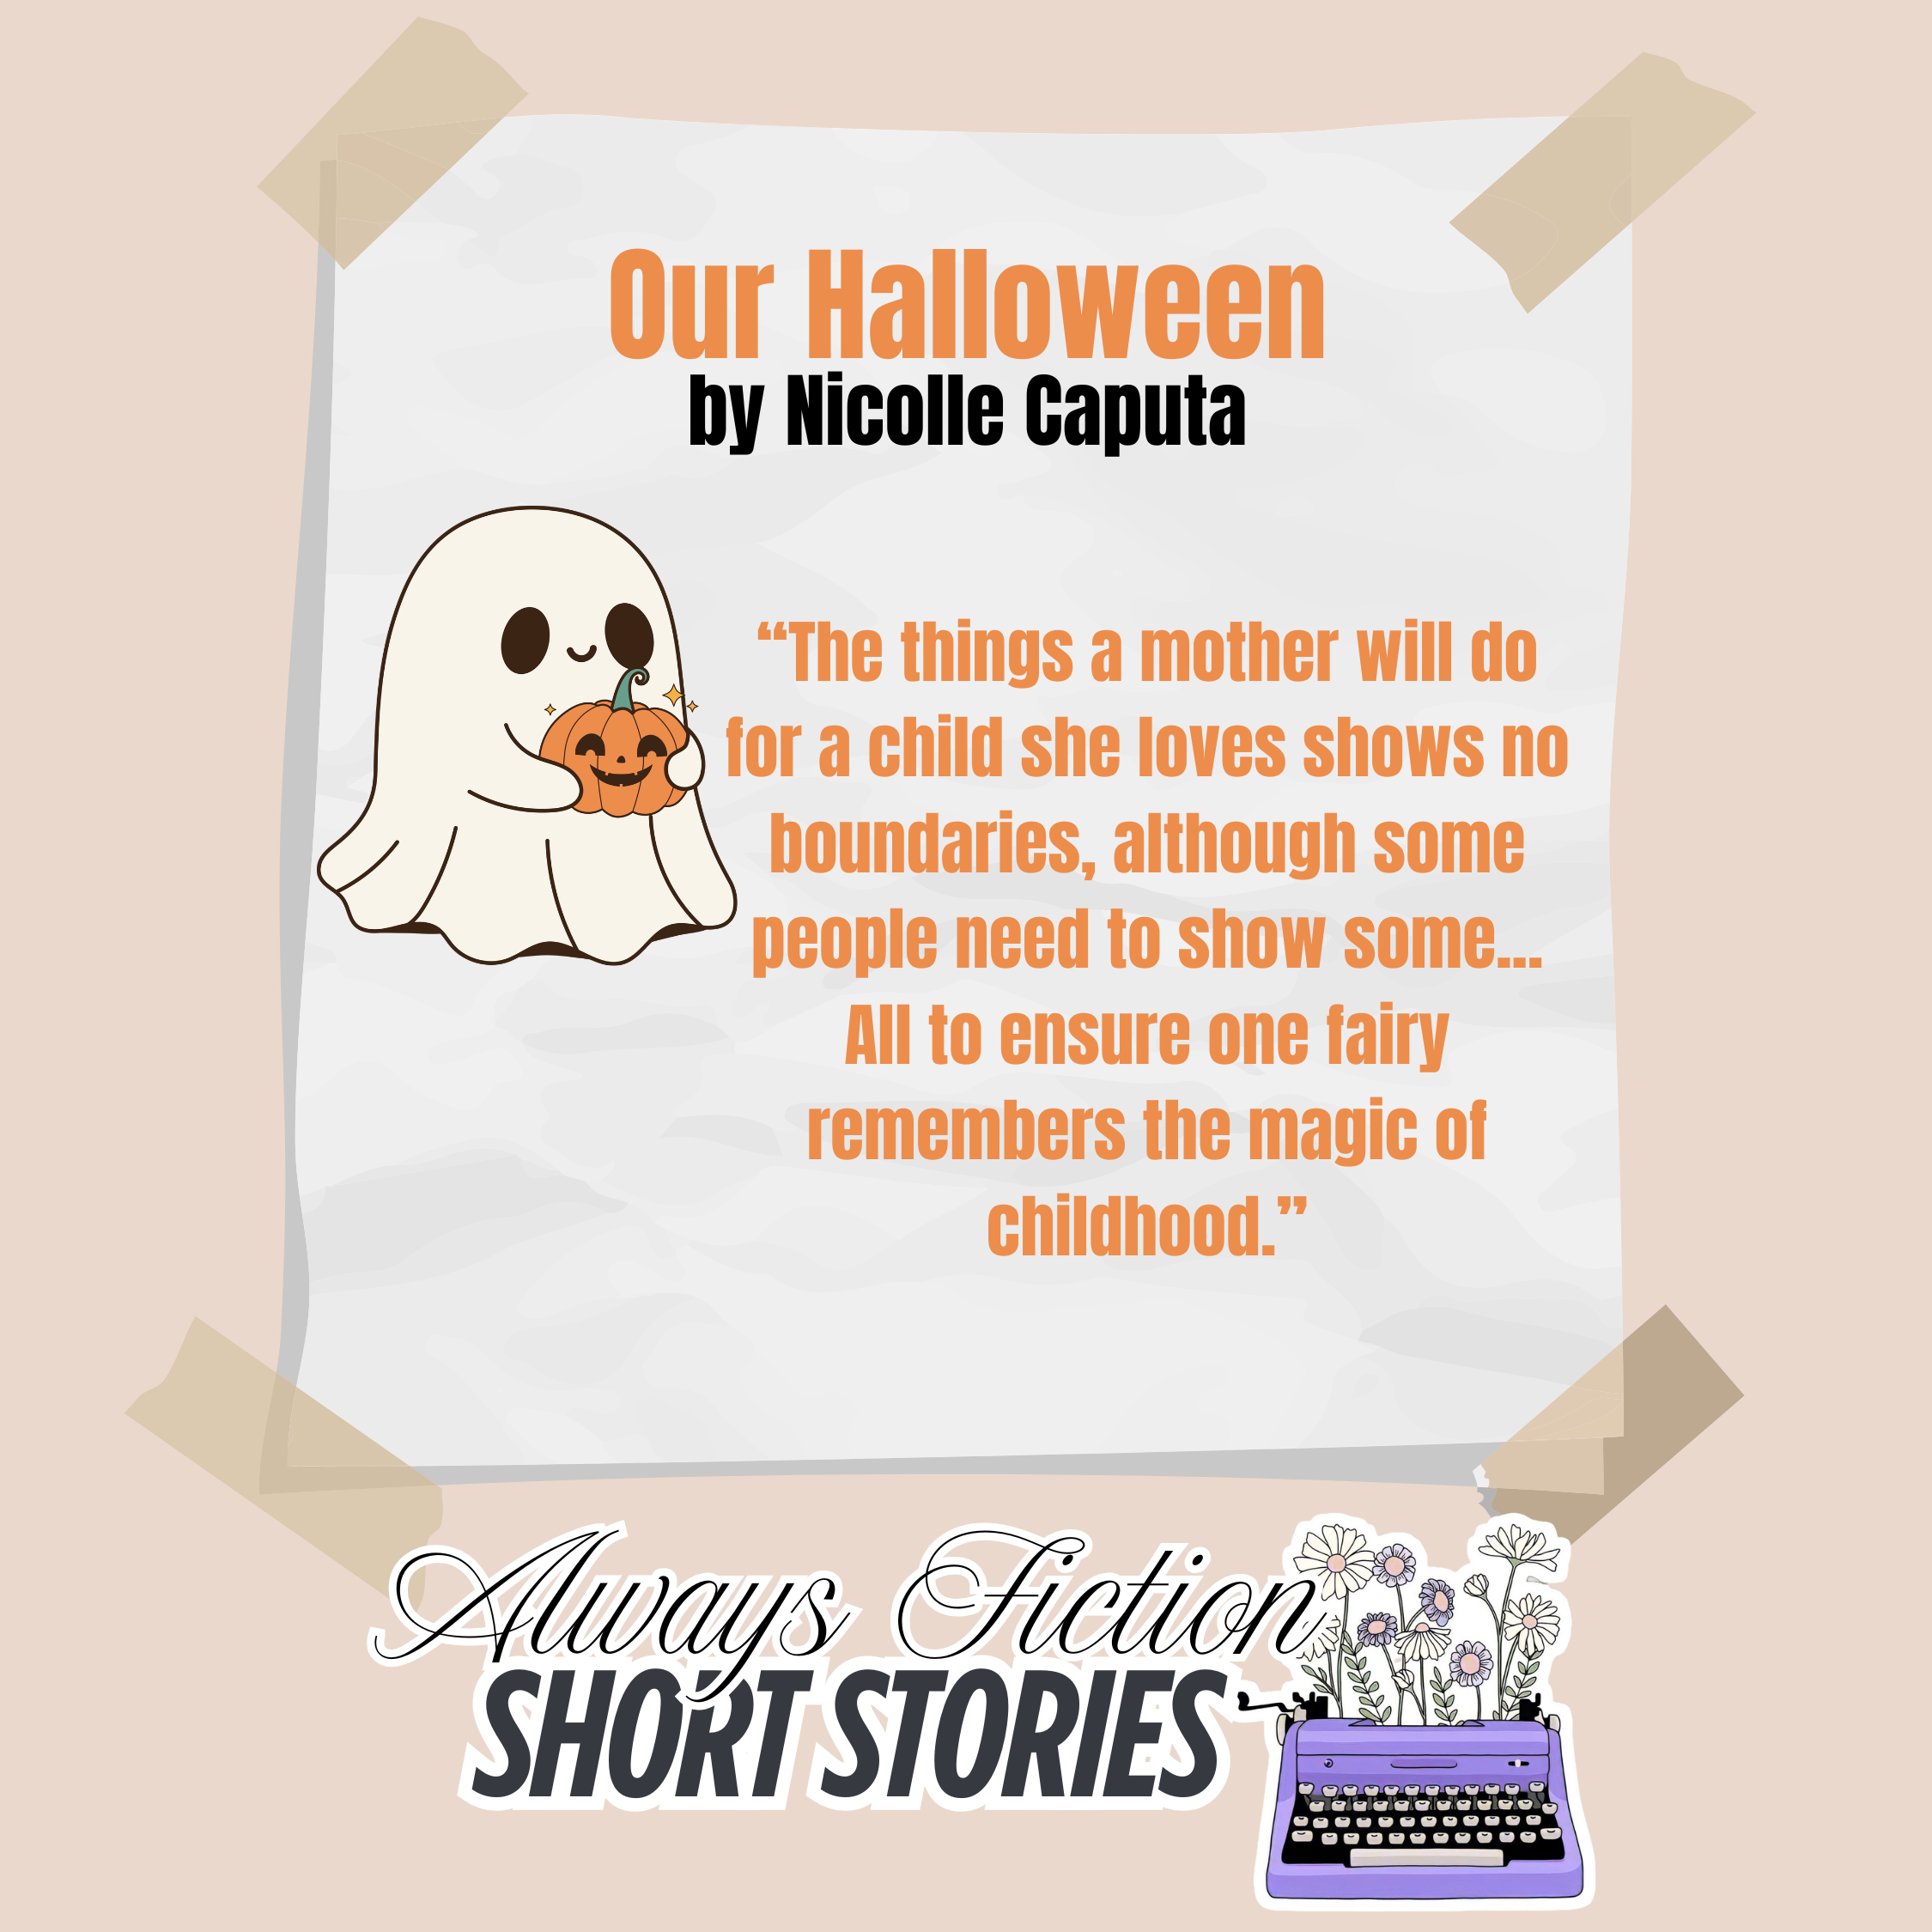 Our Halloween
by Nicolle Caputa
“The things a mother will do
for a child she loves shows no
boundaries, although some
people need to show some...
All to ensure one fairy
remembers the magic of
childhood.”
Always Fiction
SHORT STORIES